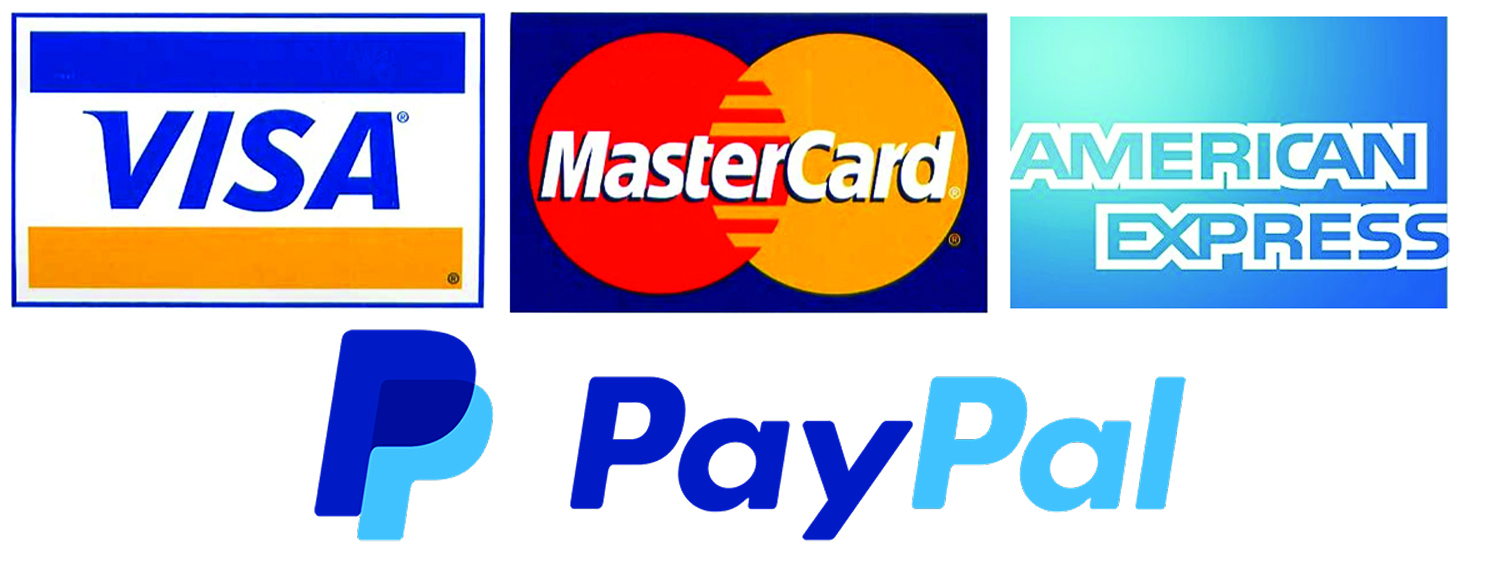 VISA®
®
MasterCard®
®
AMERICAN
EXPRESS
PayPal